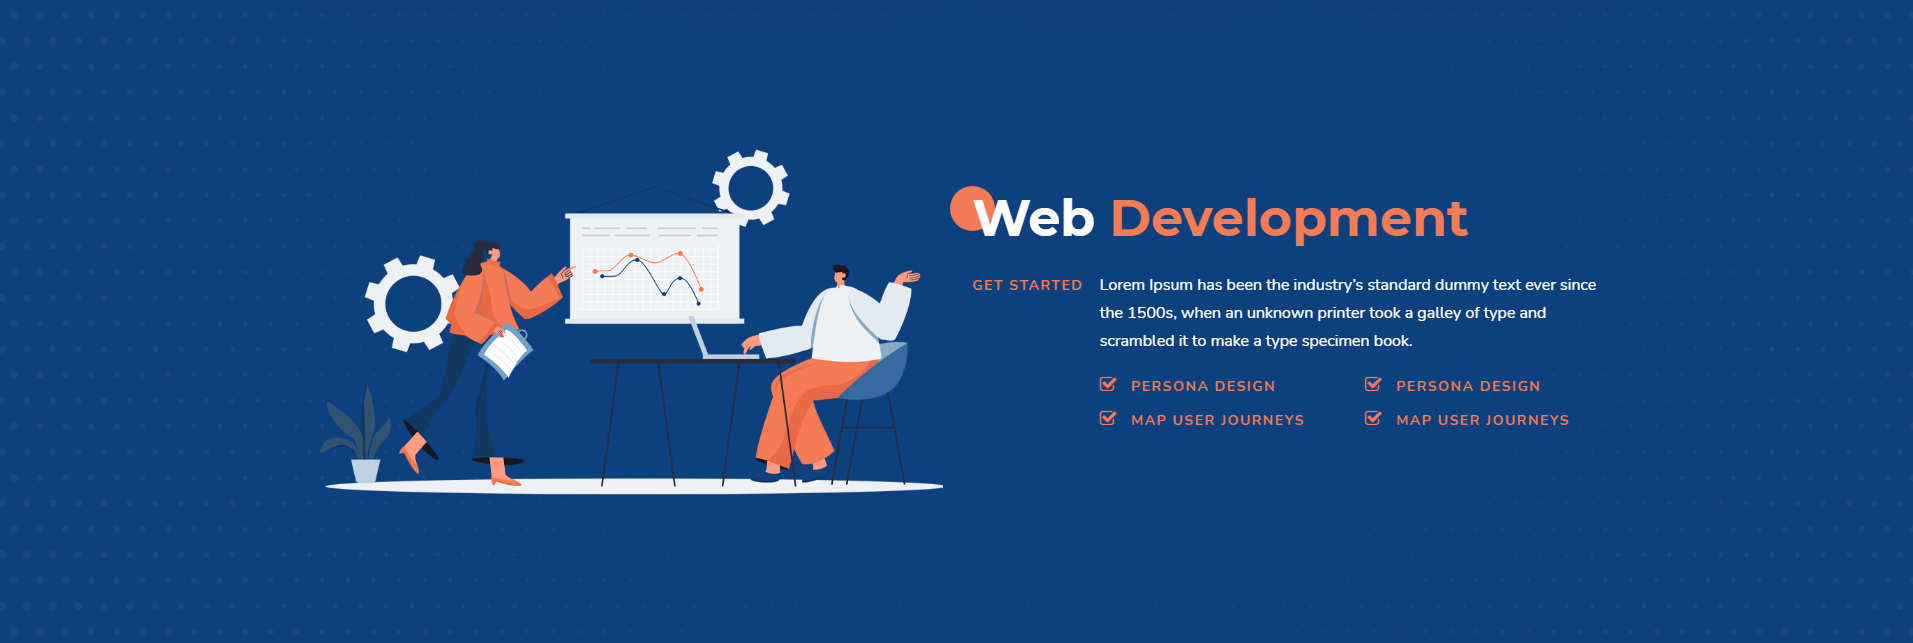 Web Development
GET STARTED
Lorem Ipsum has been the industry's standard dummy text ever since
the 1500s, when an unknown printer took a galley of type and
scrambled it to make a type specimen book.
PERSONA DESIGN
PERSONA DESIGN
MAP USER JOURNEYS
MAP USER JOURNEYS